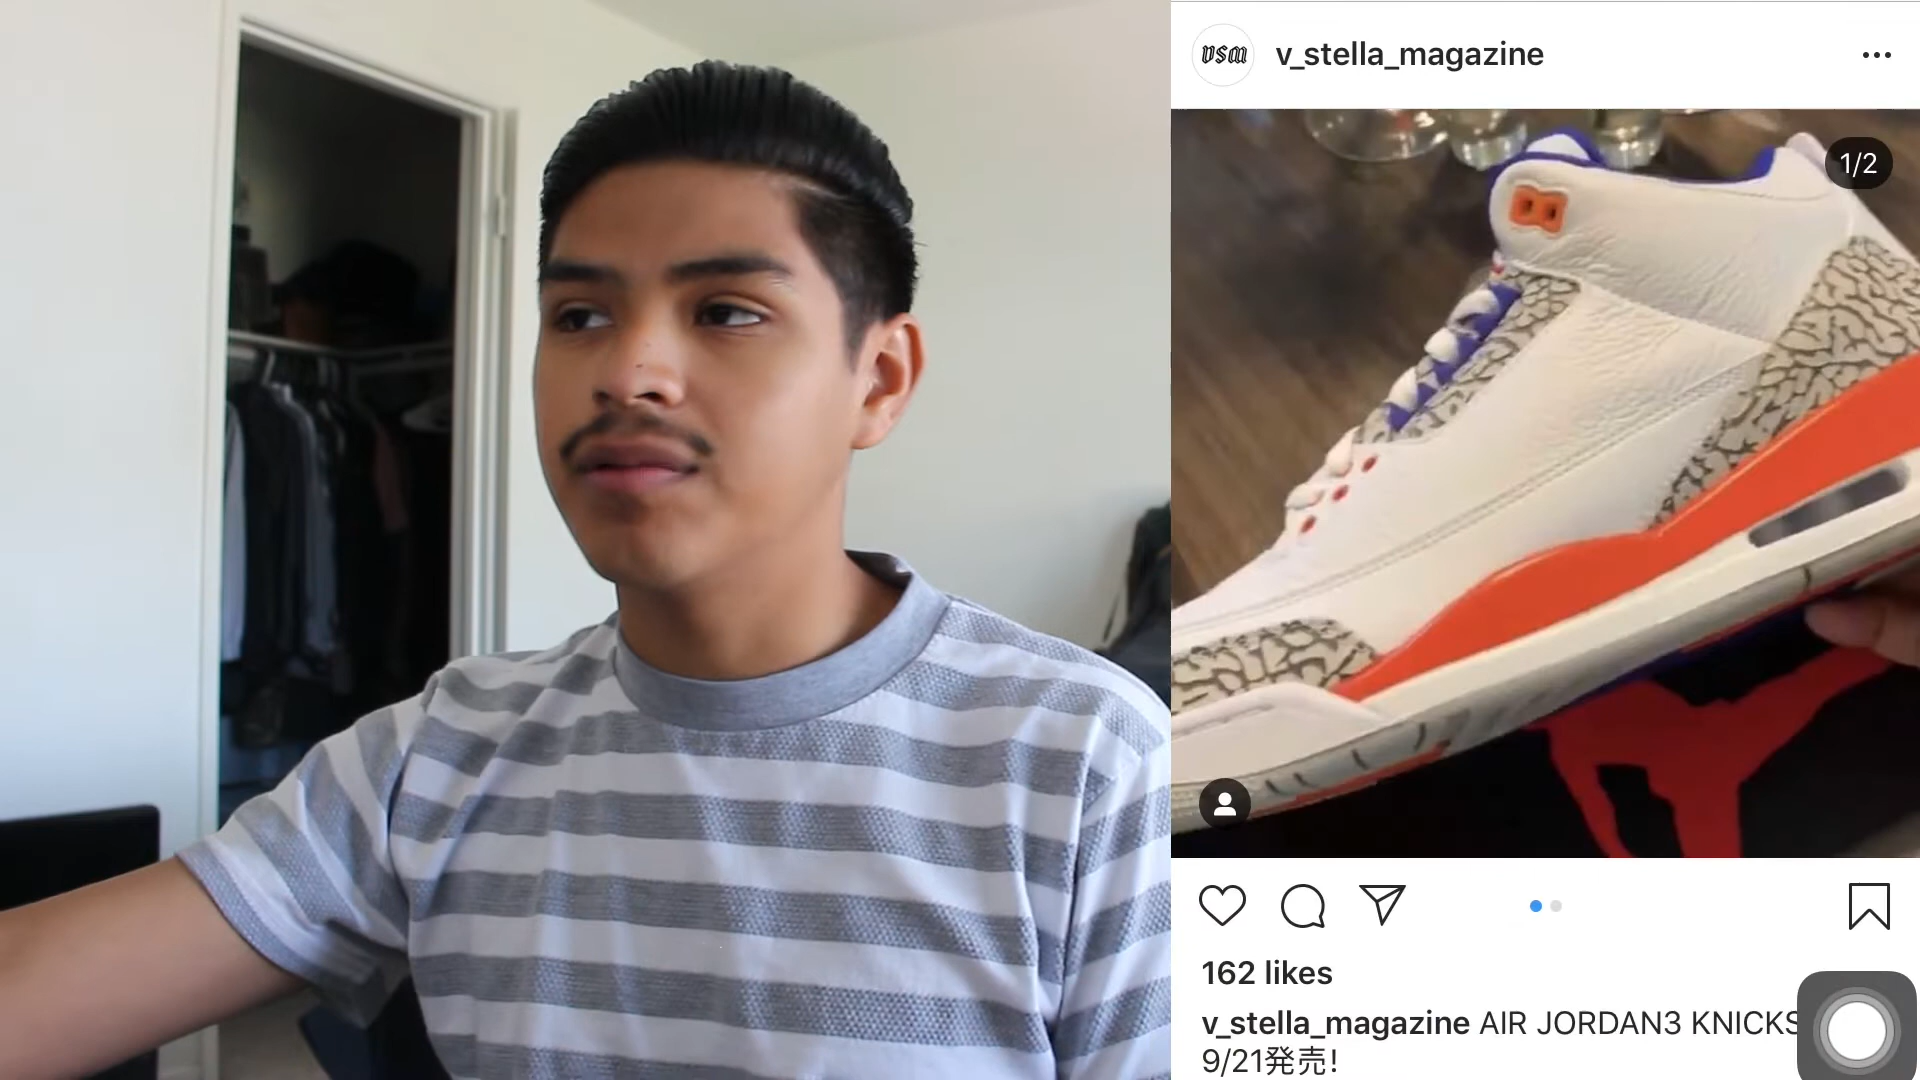 vsm v_stella_magazine
1/2
162 likes
v_stella_magazine AIR JORDAN3 KNICKS
9/21発売!